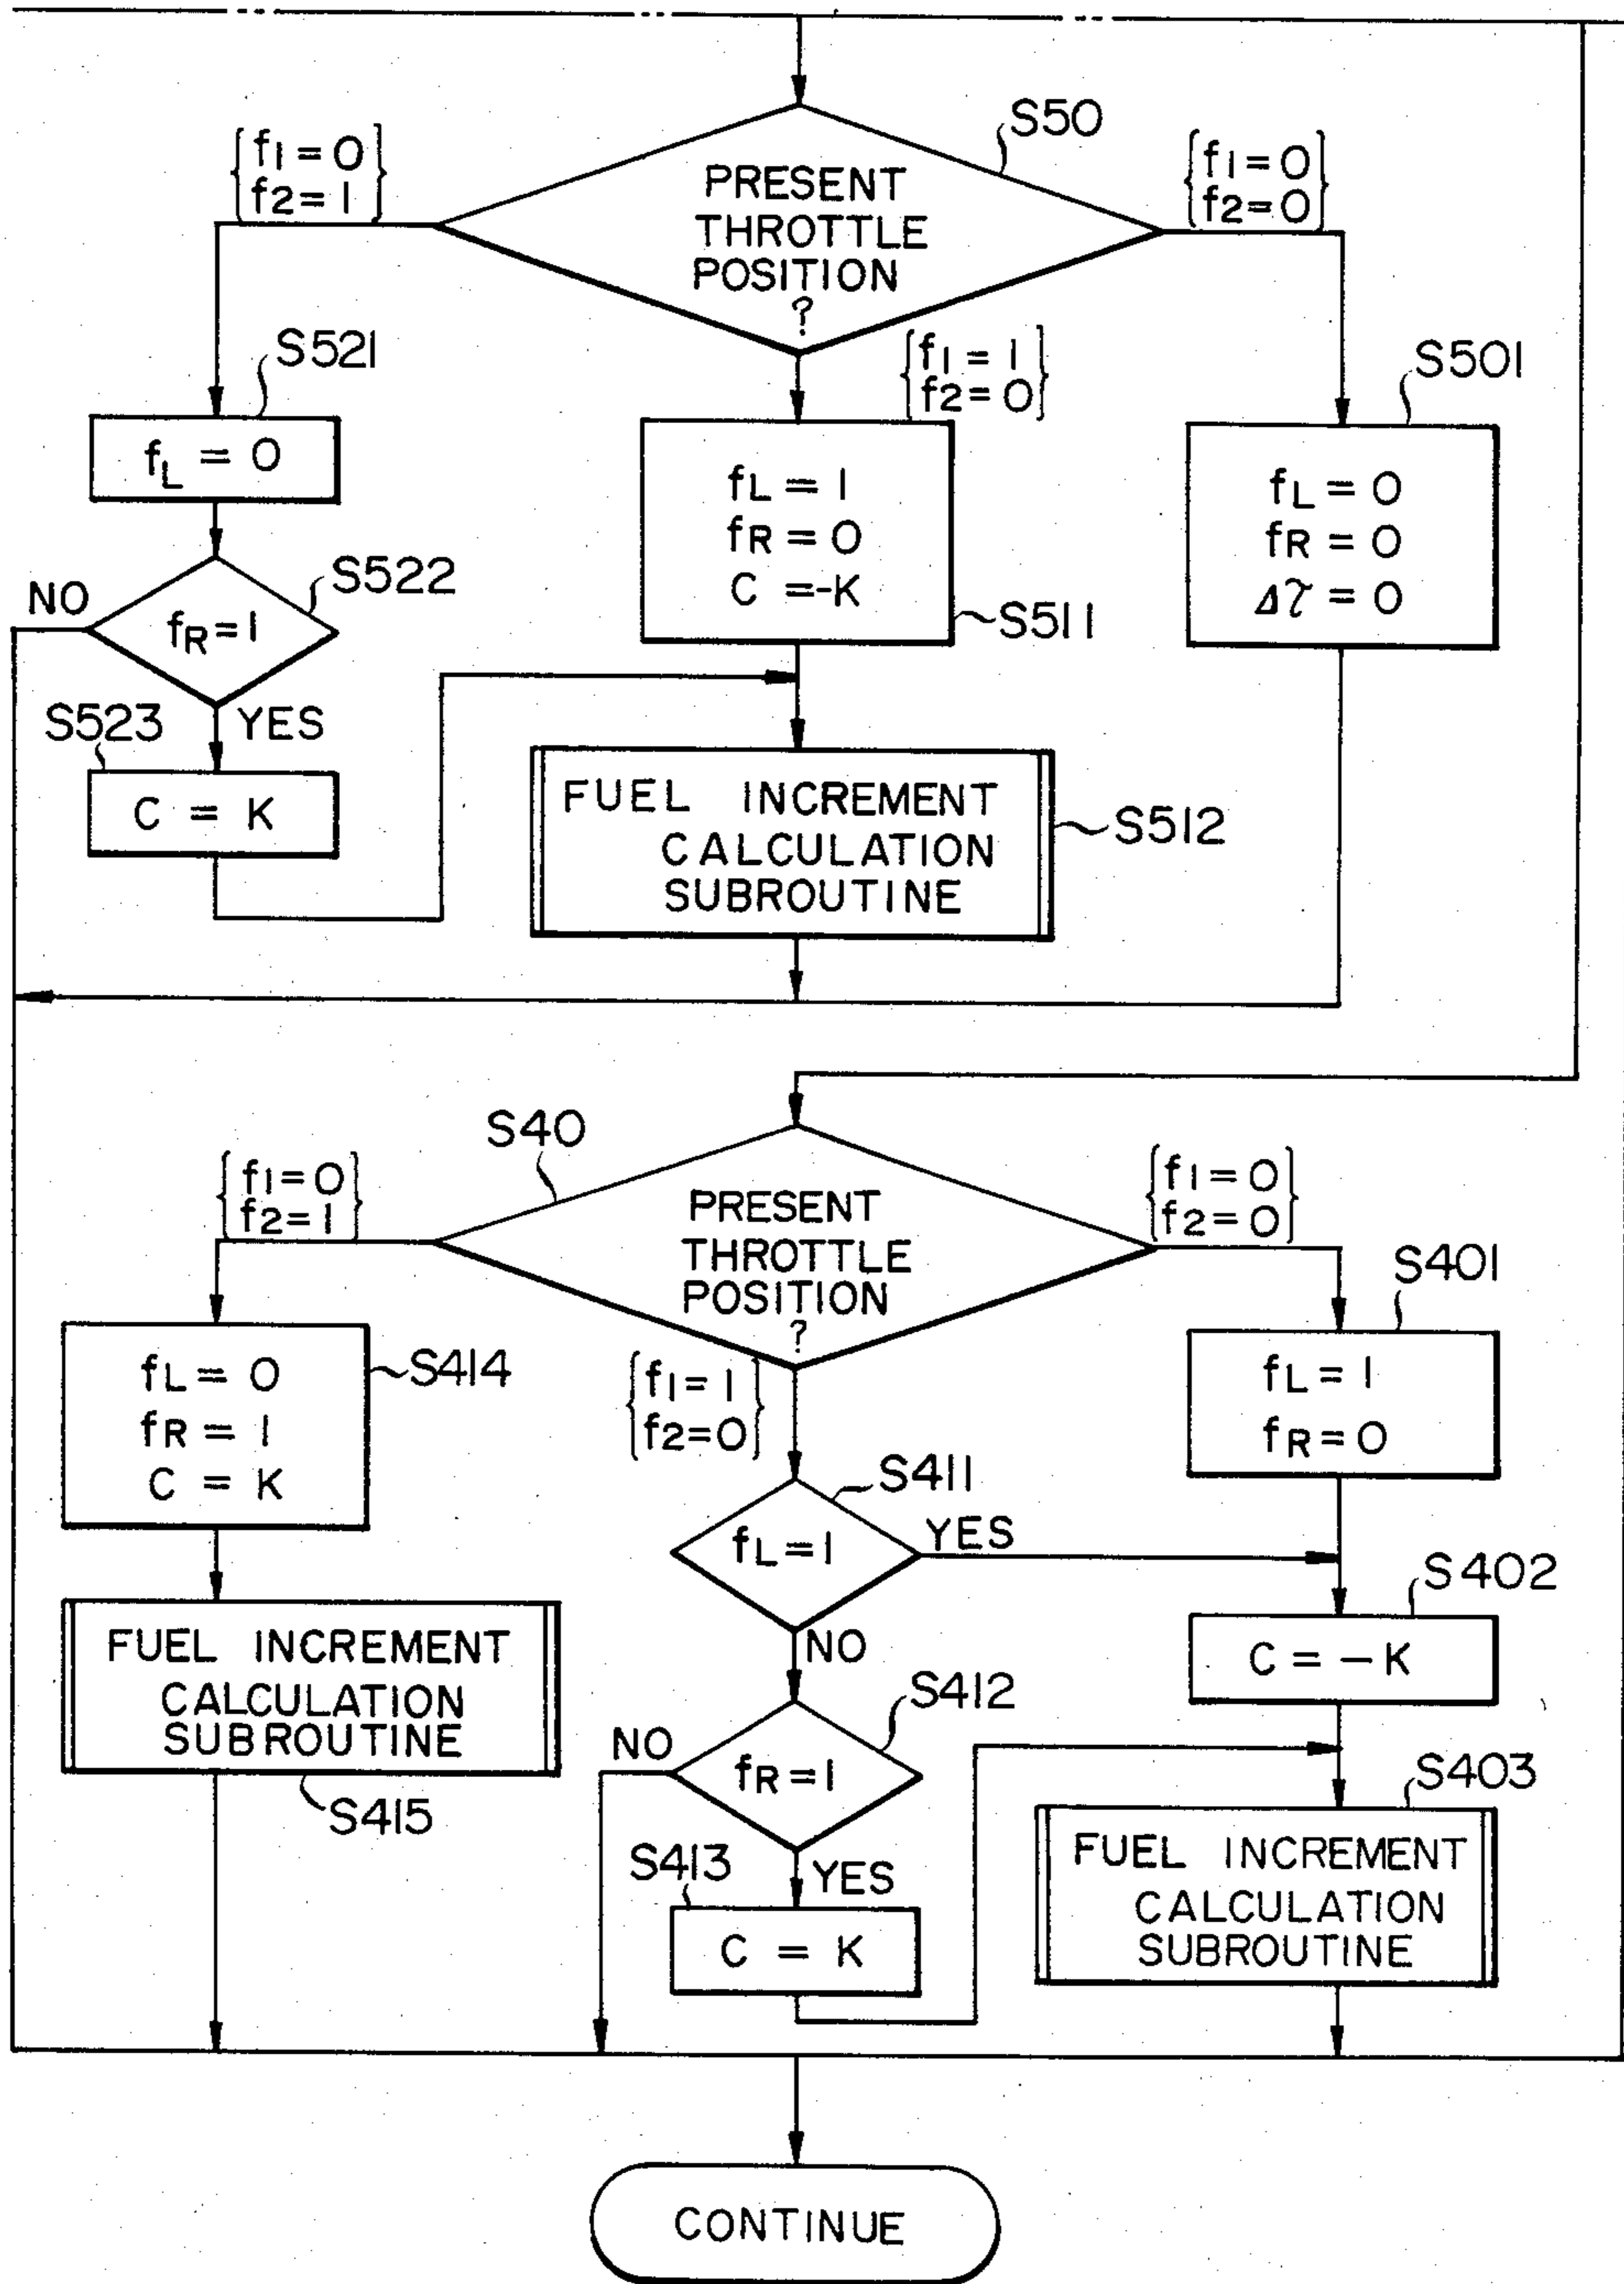 S50
{f1=0
f2=1}
PRESENT
THROTTLE
POSITION
?
{f1=0
f2=0}
S521
{f1=1
f2=0}
S501
fL = 0
fL = 1
fR = 0
C =-K
fL = 0
fR = 0
Δτ = 0
S522
NO
fR=1
S511
S523
YES
C = K
FUEL INCREMENT
CALCULATION
SUBROUTINE
S512
S40
{f1=0
f2=1}
PRESENT
THROTTLE
POSITION
?
{f1=0
f2=0}
S401
fL = 0
fR = 1
C = K
S414
{f1=1
f2=0}
fL = 1
fR = 0
S411
fL=1
YES
S402
NO
C = -K
FUEL INCREMENT
CALCULATION
SUBROUTINE
S412
NO
fR=1
S403
S415
S413
YES
C = K
FUEL INCREMENT
CALCULATION
SUBROUTINE
CONTINUE